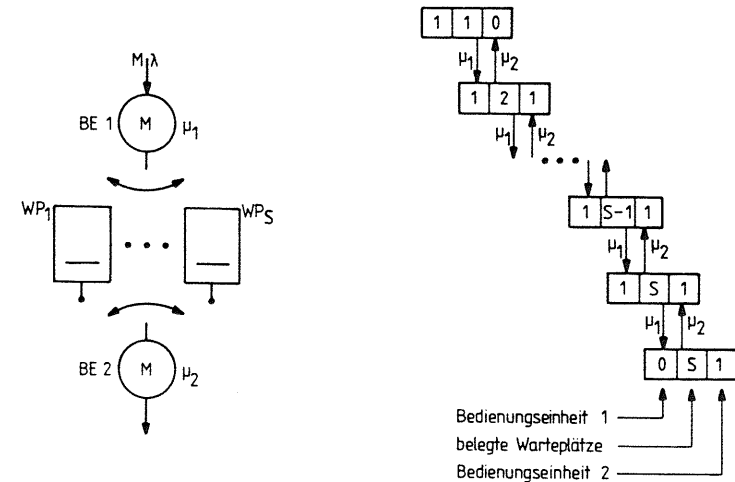 Mλ
BE 1 M μ1
WP1 ••• WPS
BE 2 M μ2
1 1 0
μ1 μ2
1 2 1
μ1 μ2
•••
1 S-1 1
μ1 μ2
1 S 1
μ1 μ2
0 S 1
Bedienungseinheit 1
belegte Warteplätze
Bedienungseinheit 2